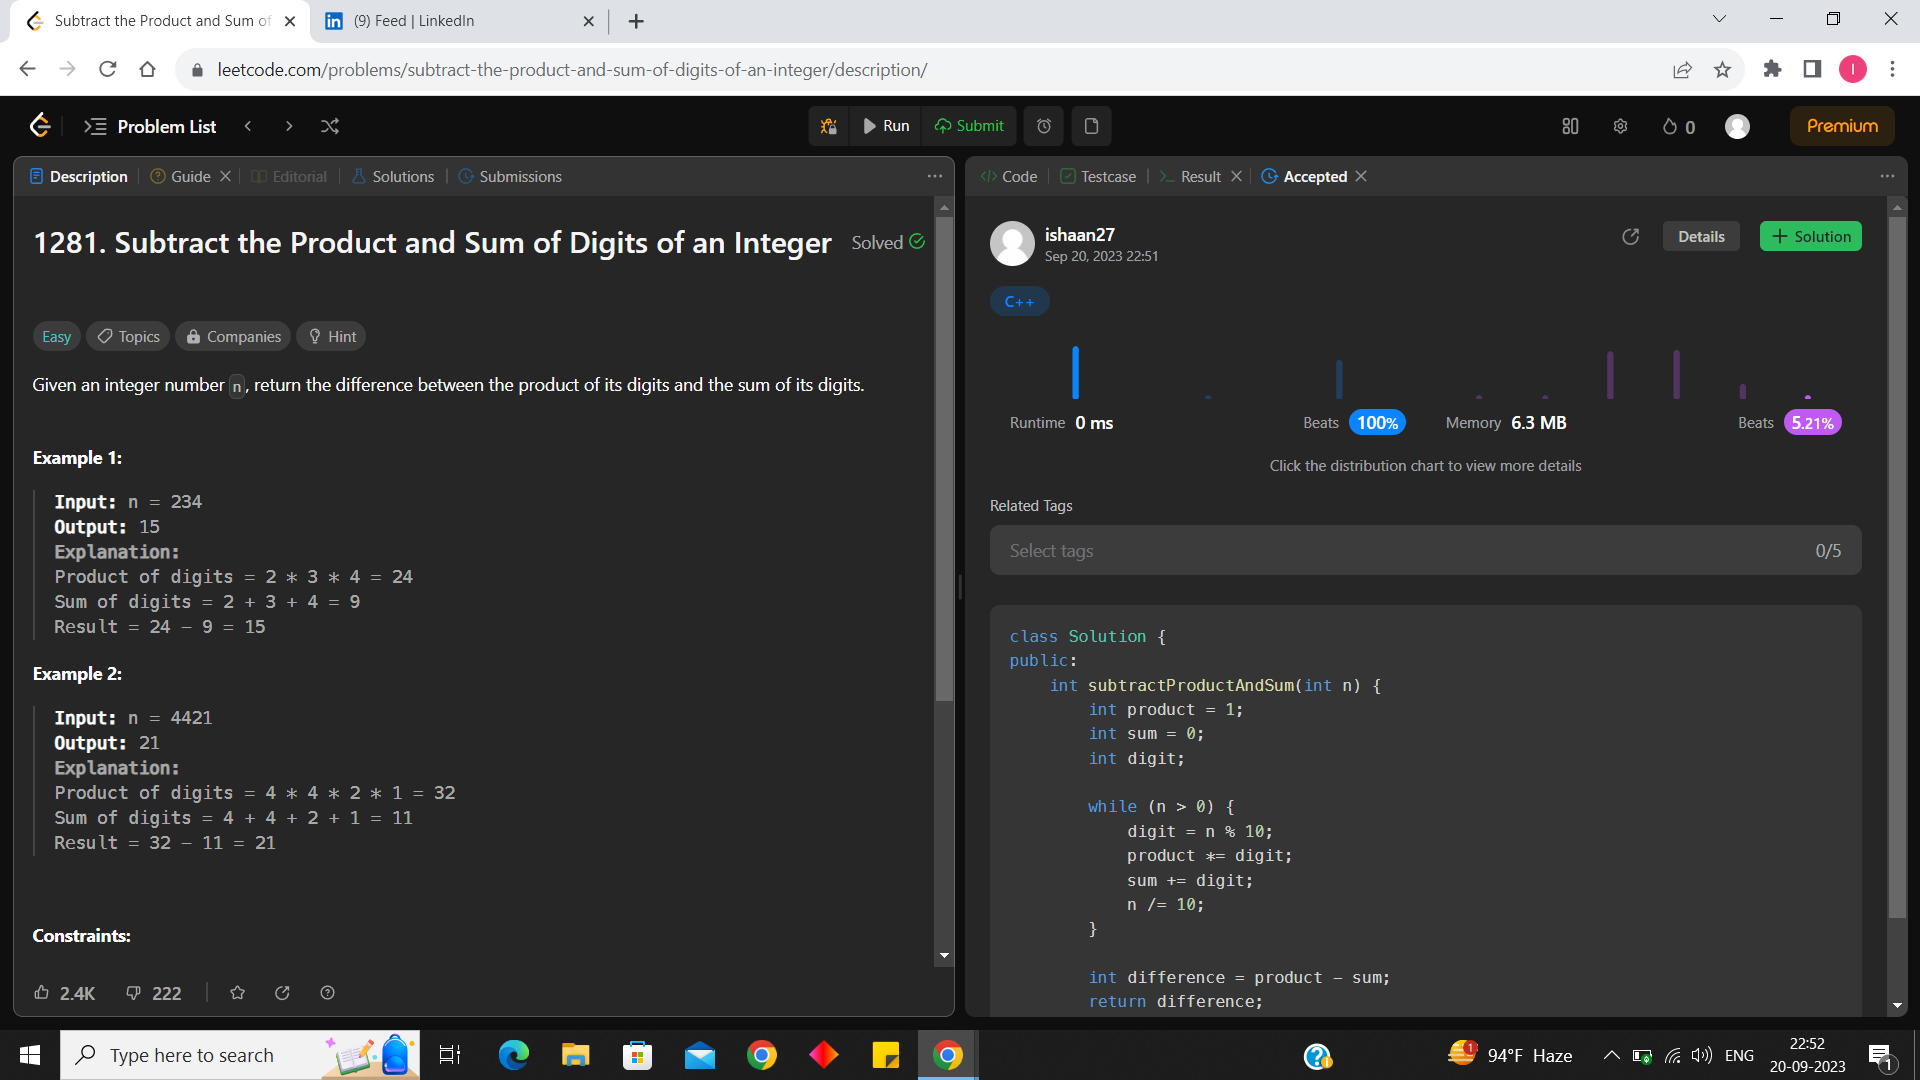 Subtract the Product and Sum of
(9) Feed | LinkedIn
leetcode.com/problems/subtract-the-product-and-sum-of-digits-of-an-integer/description/
I
Problem List
Run
Submit
0
Premium
Description
Guide
Editorial
Solutions
Submissions
1281. Subtract the Product and Sum of Digits of an Integer
Solved
Easy
Topics
Companies
Hint
Given an integer number n, return the difference between the product of its digits and the sum of its digits.
Example 1:
Input: n = 234
Output: 15
Explanation:
Product of digits = 2 * 3 * 4 = 24
Sum of digits = 2 + 3 + 4 = 9
Result = 24 - 9 = 15
Example 2:
Input: n = 4421
Output: 21
Explanation:
Product of digits = 4 * 4 * 2 * 1 = 32
Sum of digits = 4 + 4 + 2 + 1 = 11
Result = 32 - 11 = 21
Constraints:
2.4K
222
Code
Testcase
Result
Accepted
ishaan27
Sep 20, 2023 22:51
Details
Solution
C++
Runtime 0 ms
Beats 100%
Memory 6.3 MB
Beats 5.21%
Click the distribution chart to view more details
Related Tags
Select tags
0/5
class Solution {
public:
    int subtractProductAndSum(int n) {
        int product = 1;
        int sum = 0;
        int digit;
        while (n > 0) {
            digit = n % 10;
            product *= digit;
            sum += digit;
            n /= 10;
        }
        int difference = product - sum;
        return difference;
Type here to search
1
94°F Haze
ENG
22:52
20-09-2023
1